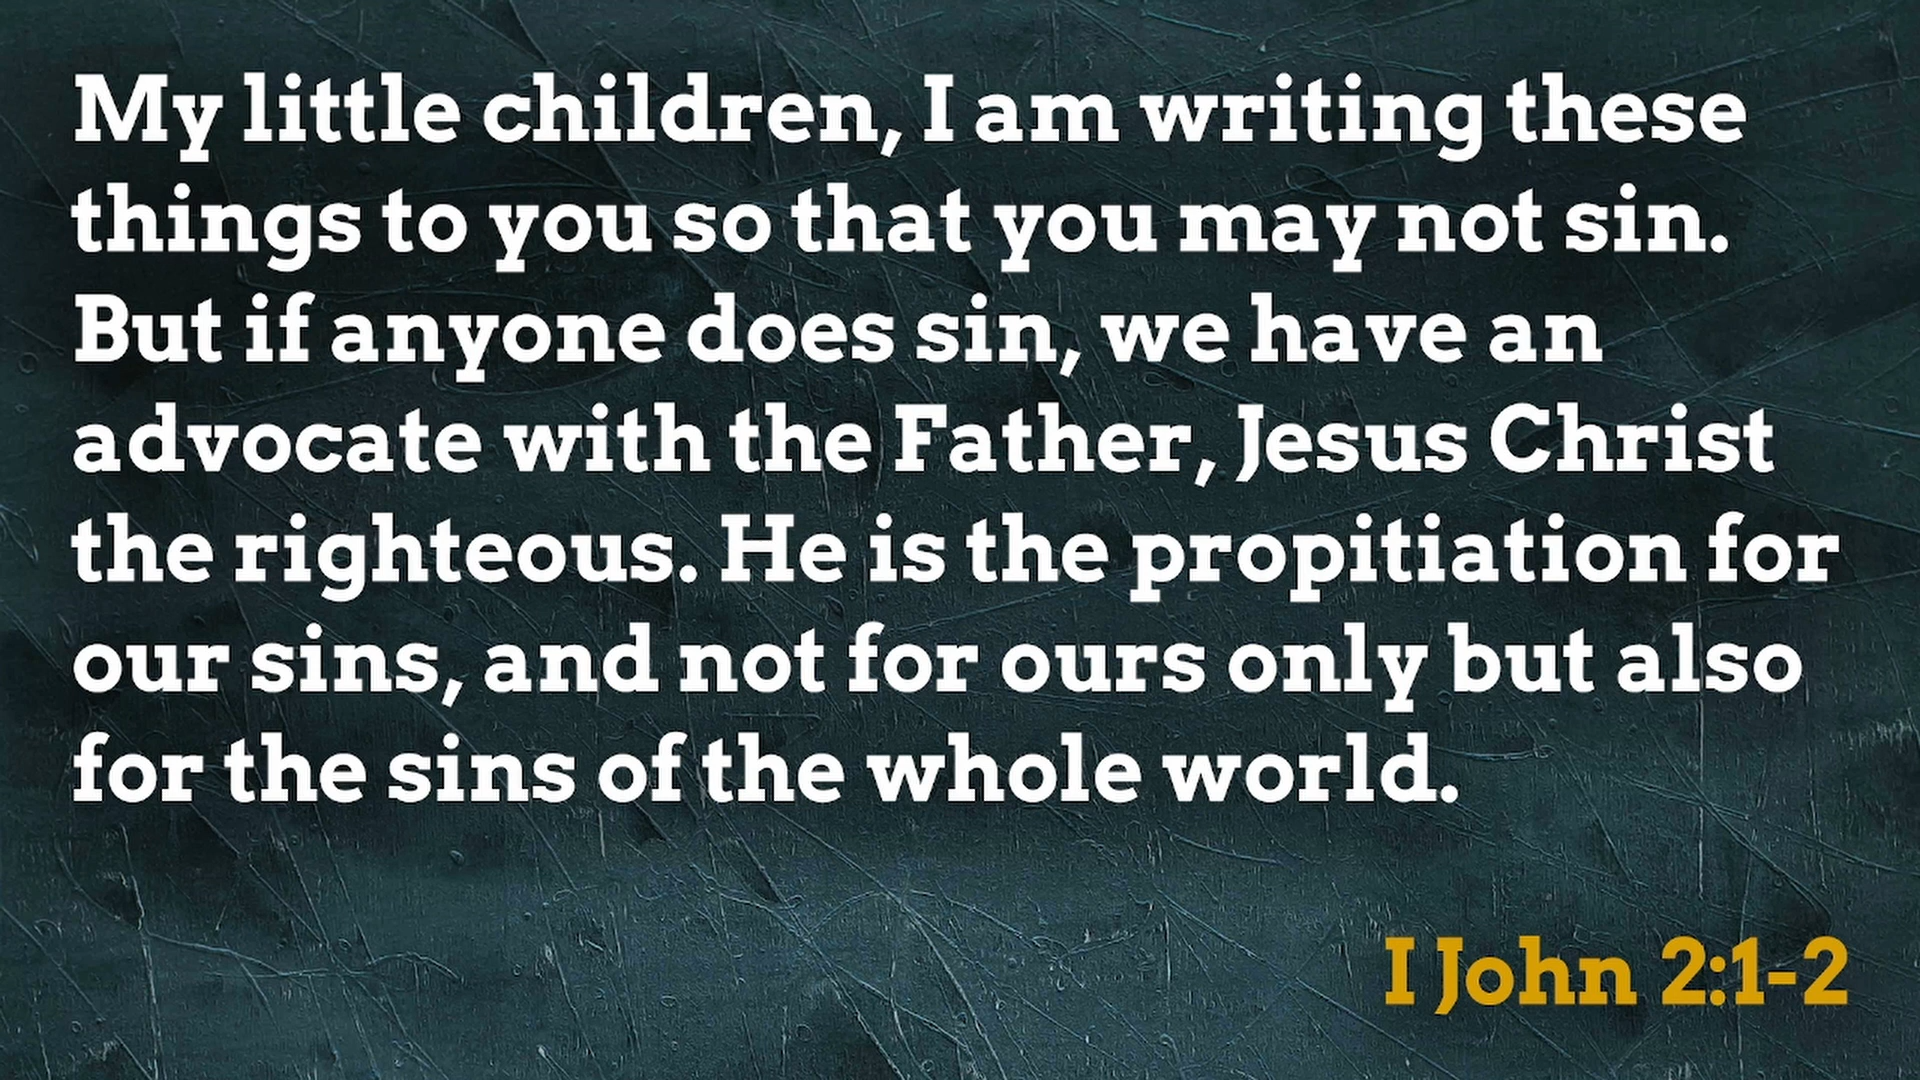 My little children, I am writing these
things to you so that you may not sin.
But if anyone does sin, we have an
advocate with the Father, Jesus Christ
the righteous. He is the propitiation for
our sins, and not for ours only but also
for the sins of the whole world.
I John 2:1-2